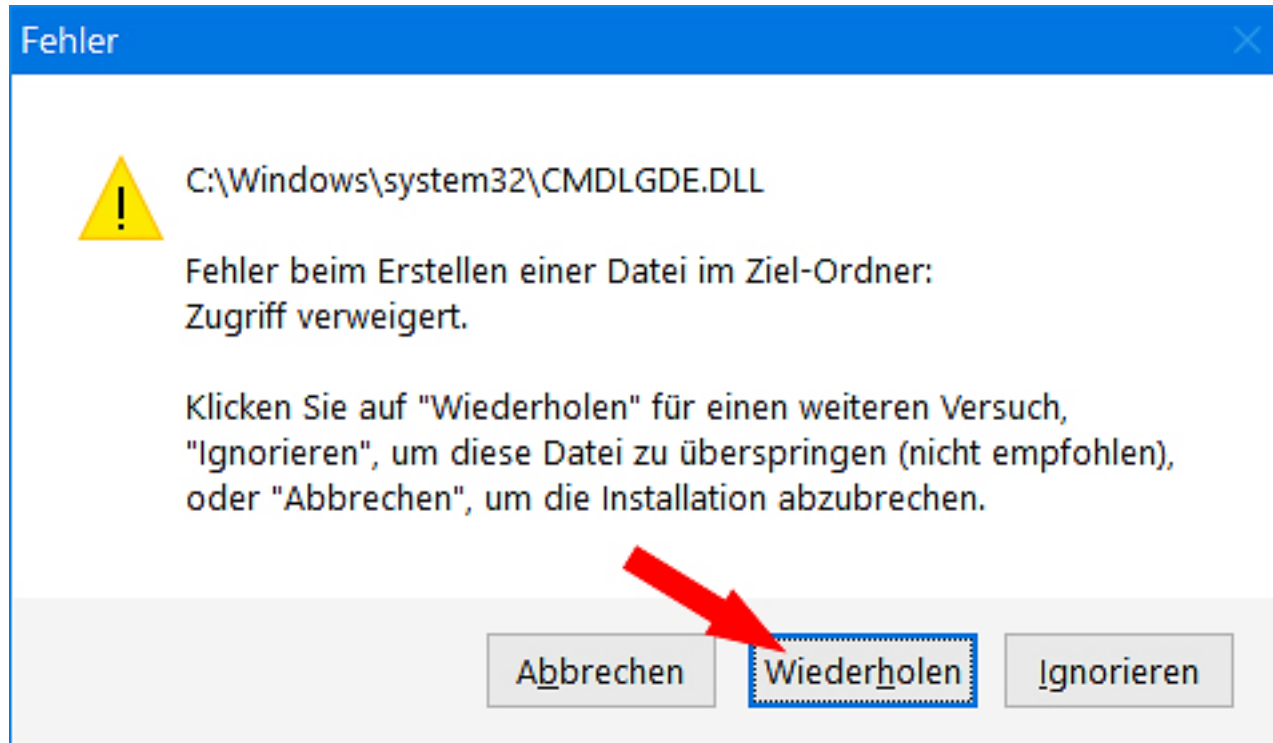 Fehler
C:\Windows\system32\CMDLGDE.DLL
Fehler beim Erstellen einer Datei im Ziel-Ordner:
Zugriff verweigert.
Klicken Sie auf "Wiederholen" für einen weiteren Versuch,
"Ignorieren", um diese Datei zu überspringen (nicht empfohlen),
oder "Abbrechen", um die Installation abzubrechen.
Abbrechen Wiederholen Ignorieren